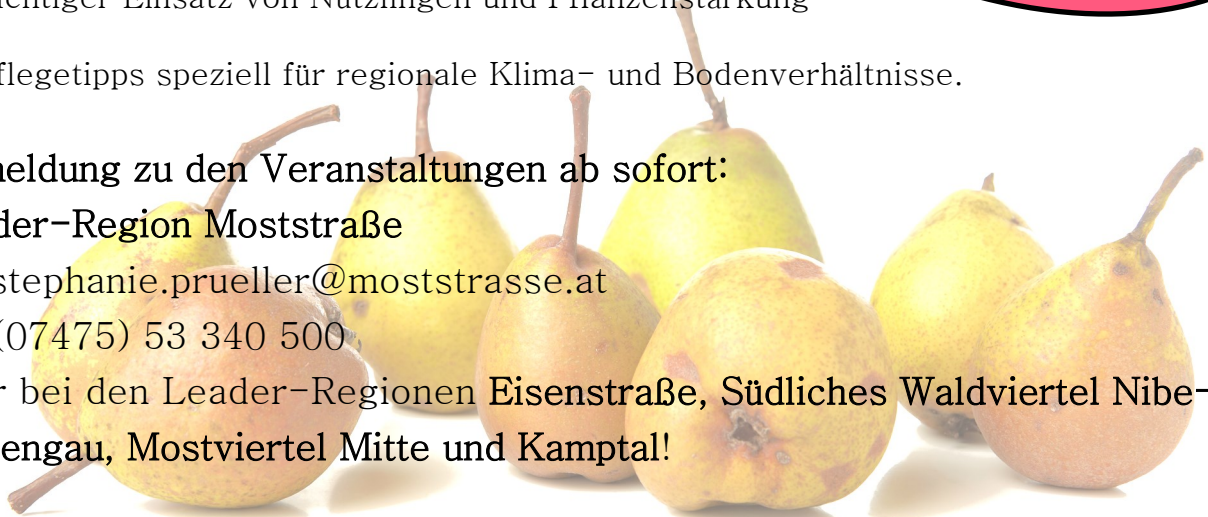 chtiger Einsatz von Nützlingen und Pflanzenstärkung
flegetipps speziell für regionale Klima- und Bodenverhältnisse.
meldung zu den Veranstaltungen ab sofort:
der-Region Moststraße
stephanie.prueller@moststrasse.at
(07475) 53 340 500
r bei den Leader-Regionen Eisenstraße, Südliches Waldviertel Nibe-
engau, Mostviertel Mitte und Kamptal!